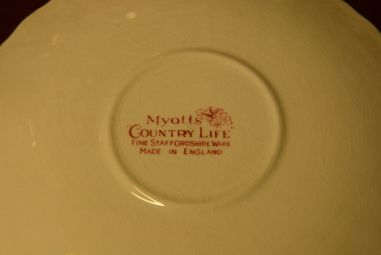 Myotts
"COUNTRY LIFE"
FINE STAFFORDSHIRE WARE
MADE IN ENGLAND